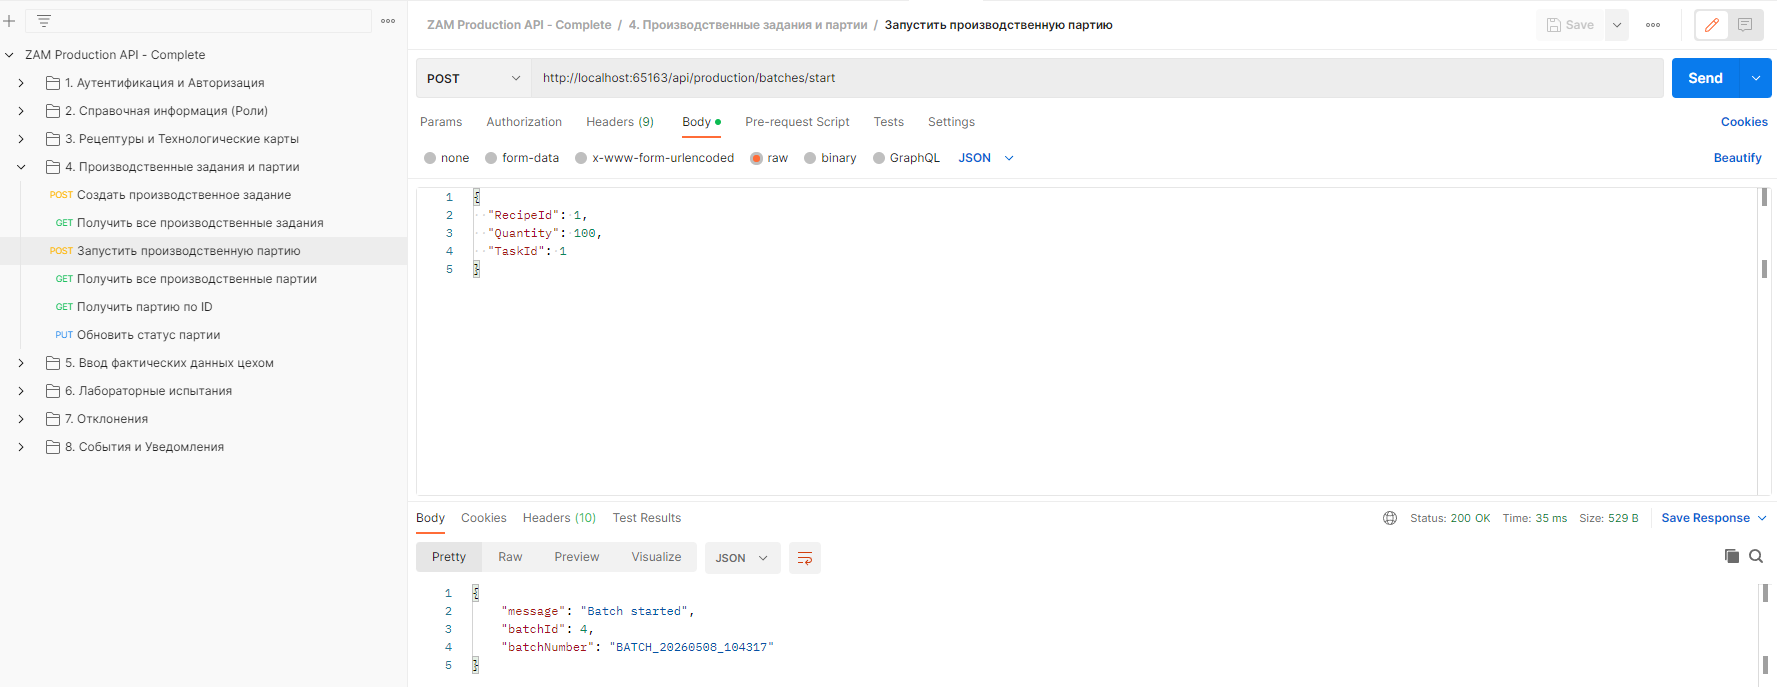 ZAM Production API - Complete
1. Аутентификация и Авторизация
2. Справочная информация (Роли)
3. Рецептуры и Технологические карты
4. Производственные задания и партии
POST Создать производственное задание
GET Получить все производственные задания
POST Запустить производственную партию
GET Получить все производственные партии
GET Получить партию по ID
PUT Обновить статус партии
5. Ввод фактических данных цехом
6. Лабораторные испытания
7. Отклонения
8. События и Уведомления
ZAM Production API - Complete / 4. Производственные задания и партии / Запустить производственную партию
Save
POST http://localhost:65163/api/production/batches/start Send
Params Authorization Headers (9) Body Pre-request Script Tests Settings Cookies
none form-data x-www-form-urlencoded raw binary GraphQL JSON Beautify
1 {
2 "RecipeId": 1,
3 "Quantity": 100,
4 "TaskId": 1
5 }
Body Cookies Headers (10) Test Results Status: 200 OK Time: 35 ms Size: 529 B Save Response
Pretty Raw Preview Visualize JSON
1 {
2 "message": "Batch started",
3 "batchId": 4,
4 "batchNumber": "BATCH_20260508_104317"
5 }